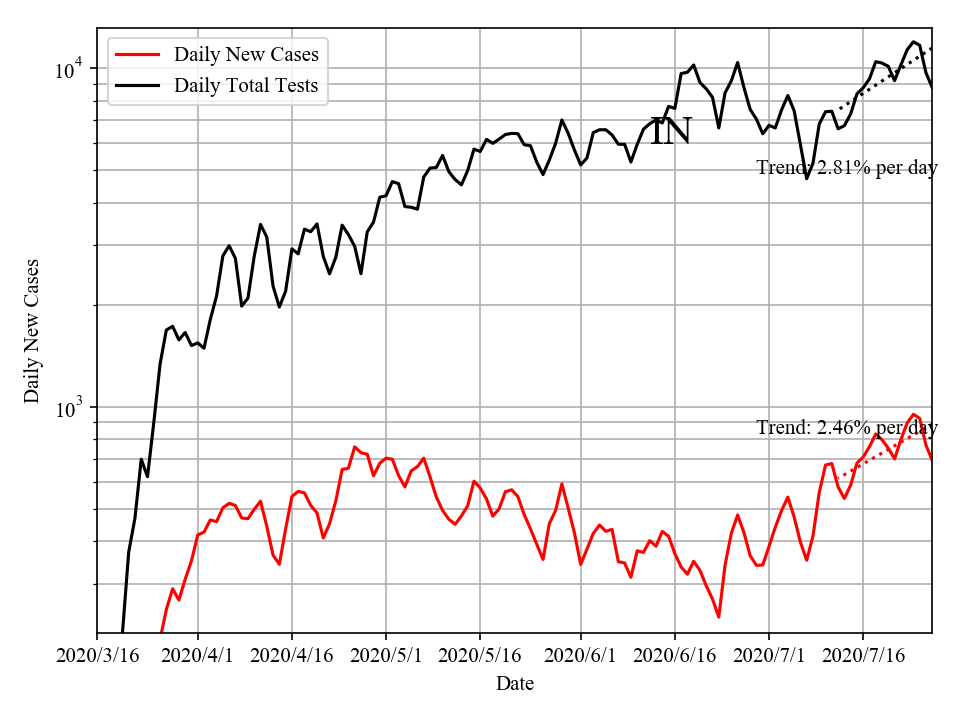 Daily New Cases
Daily Total Tests
10^4
IN
Trend: 2.81% per day
Daily New Cases
10^3
Trend: 2.46% per day
2020/3/16 2020/4/1 2020/4/16 2020/5/1 2020/5/16 2020/6/1 2020/6/16 2020/7/1 2020/7/16
Date